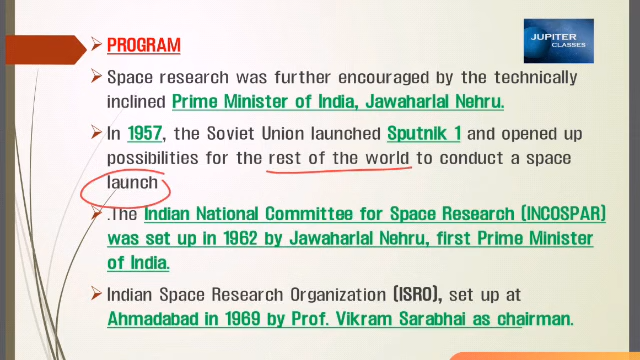 JUPITER
CLASSES
PROGRAM
Space research was further encouraged by the technically
inclined Prime Minister of India, Jawaharlal Nehru.
In 1957, the Soviet Union launched Sputnik 1 and opened up
possibilities for the rest of the world to conduct a space
launch
.The Indian National Committee for Space Research (INCOSPAR)
was set up in 1962 by Jawaharlal Nehru, first Prime Minister
of India.
Indian Space Research Organization (ISRO), set up at
Ahmadabad in 1969 by Prof. Vikram Sarabhai as chairman.